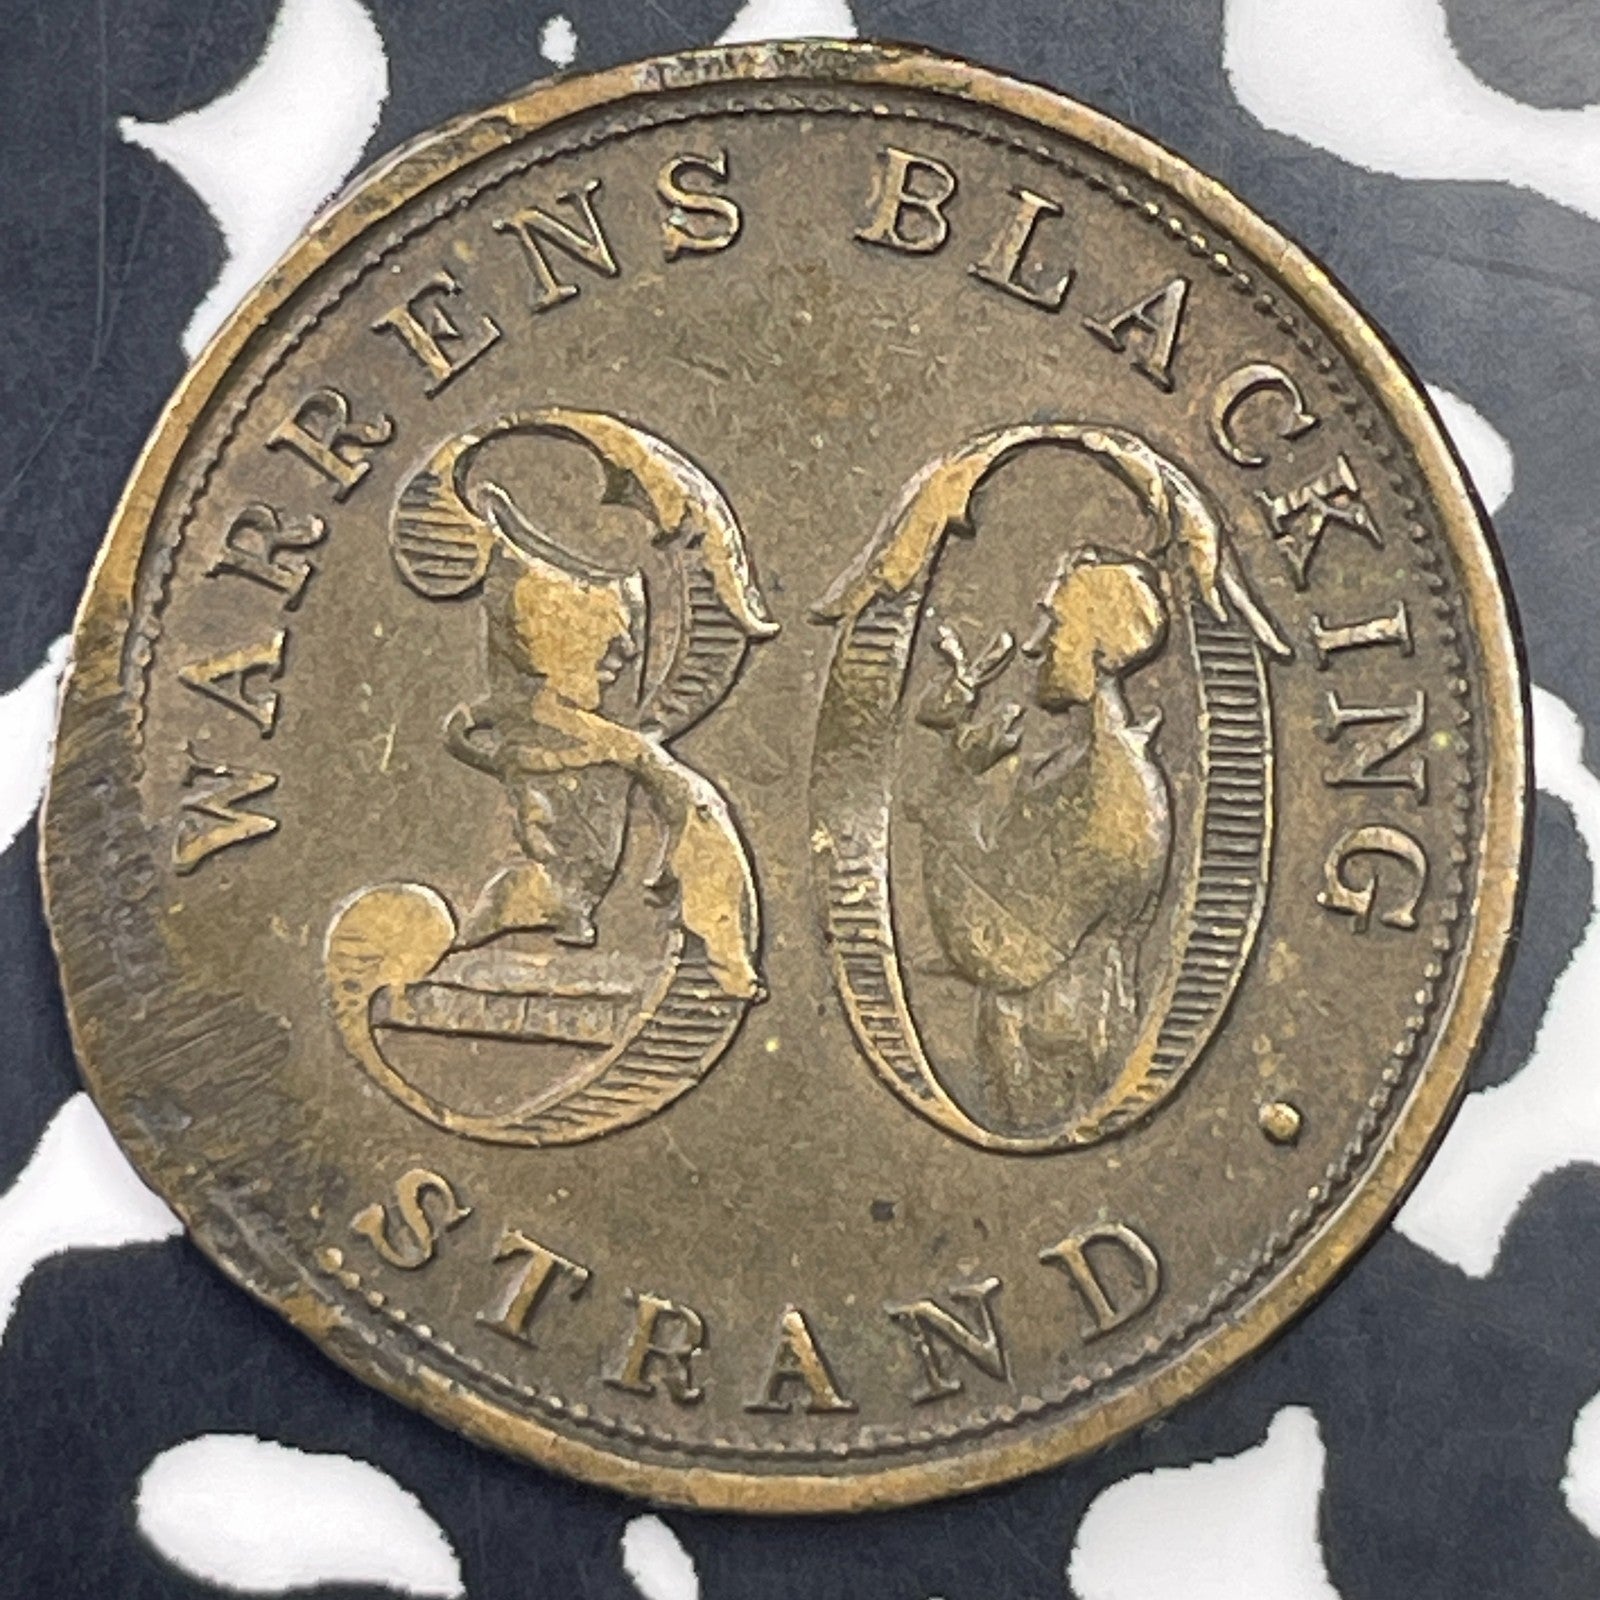 WARRENS BLACKING
30
STRAND